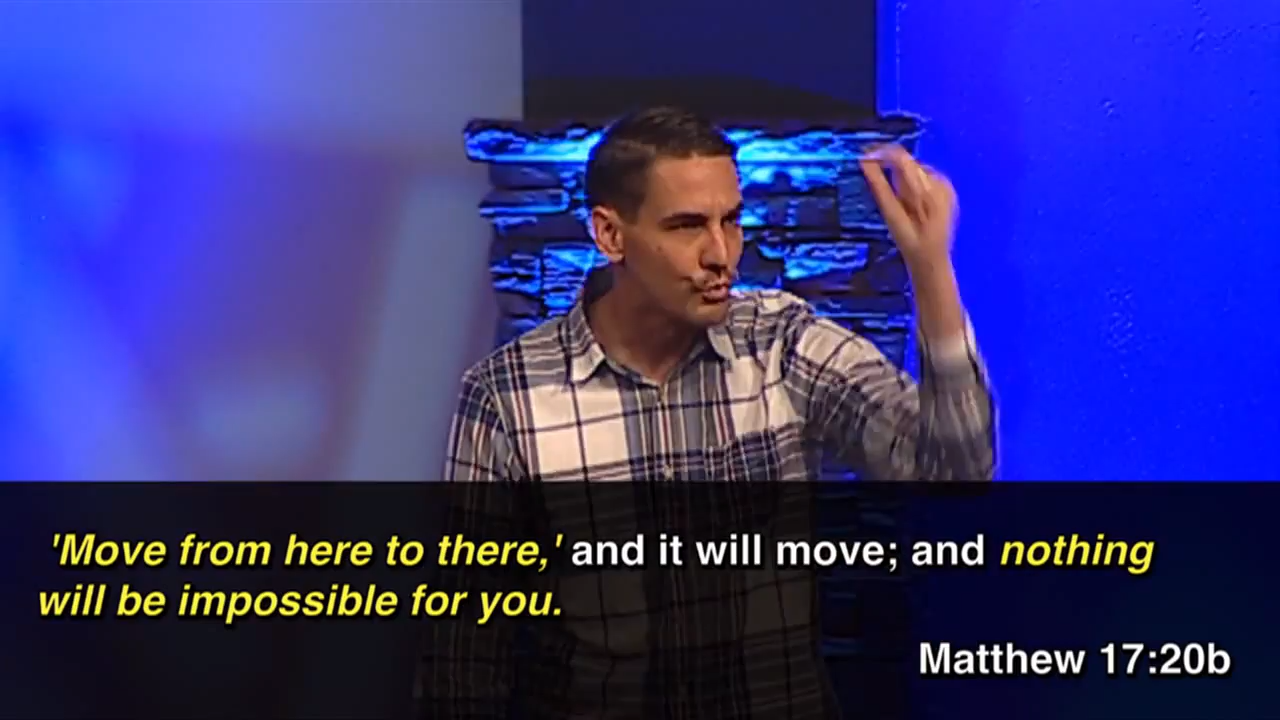 'Move from here to there,' and it will move; and nothing
will be impossible for you.
Matthew 17:20b